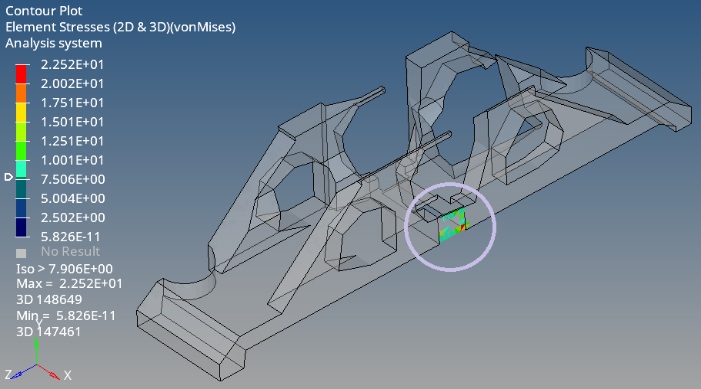 Contour Plot
Element Stresses (2D & 3D)(vonMises)
Analysis system
2.252E+01
2.002E+01
1.751E+01
1.501E+01
1.251E+01
1.001E+01
7.506E+00
5.004E+00
2.502E+00
5.826E-11
No Result
Iso > 7.906E+00
Max = 2.252E+01
3D 148649
Min = 5.826E-11
3D 147461
Y
Z X